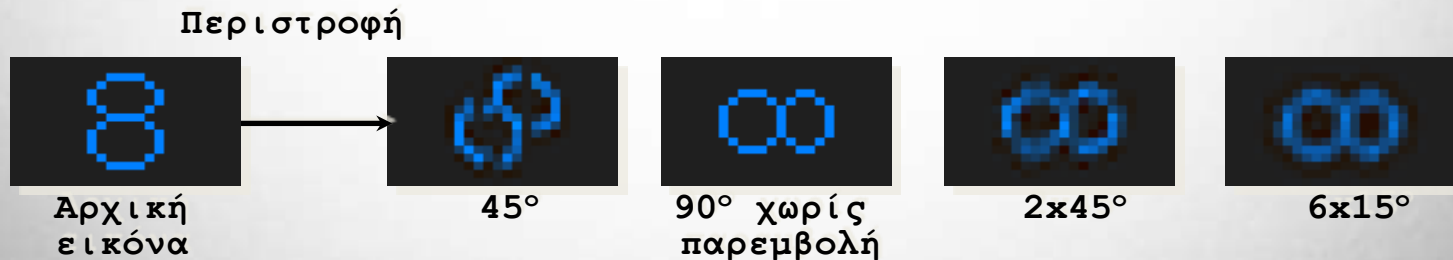 Περιστροφή
Αρχική
εικόνα
45°
90° χωρίς
παρεμβολή
2x45°
6x15°